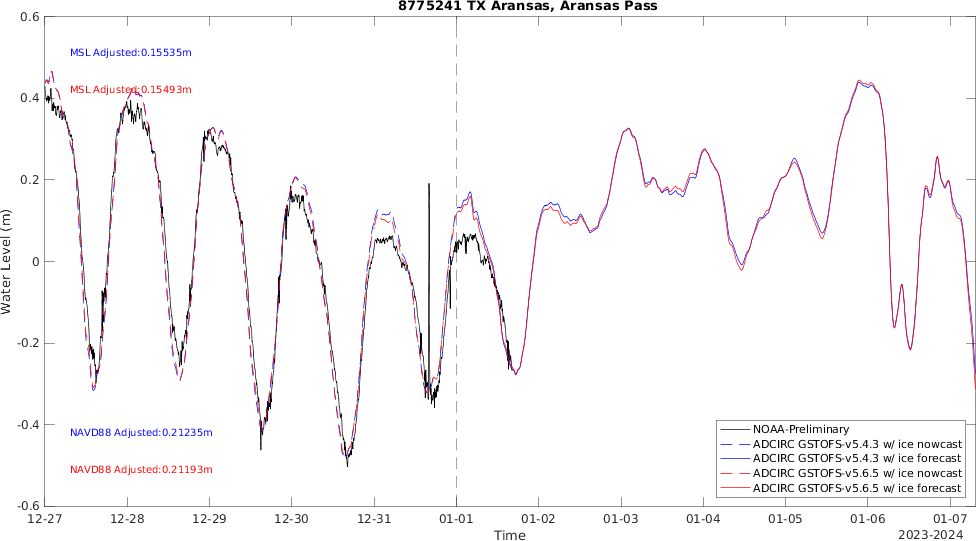 8775241 TX Aransas, Aransas Pass
0.6
0.4
0.2
0
-0.2
-0.4
-0.6
Water Level (m)
MSL Adjusted:0.15535m
MSL Adjusted:0.15493m
NAVD88 Adjusted:0.21235m
NAVD88 Adjusted:0.21193m
NOAA-Preliminary
ADCIRC GSTOFS-v5.4.3 w/ ice nowcast
ADCIRC GSTOFS-v5.4.3 w/ ice forecast
ADCIRC GSTOFS-v5.6.5 w/ ice nowcast
ADCIRC GSTOFS-v5.6.5 w/ ice forecast
12-27 12-28 12-29 12-30 12-31 01-01 01-02 01-03 01-04 01-05 01-06 01-07
Time
2023-2024